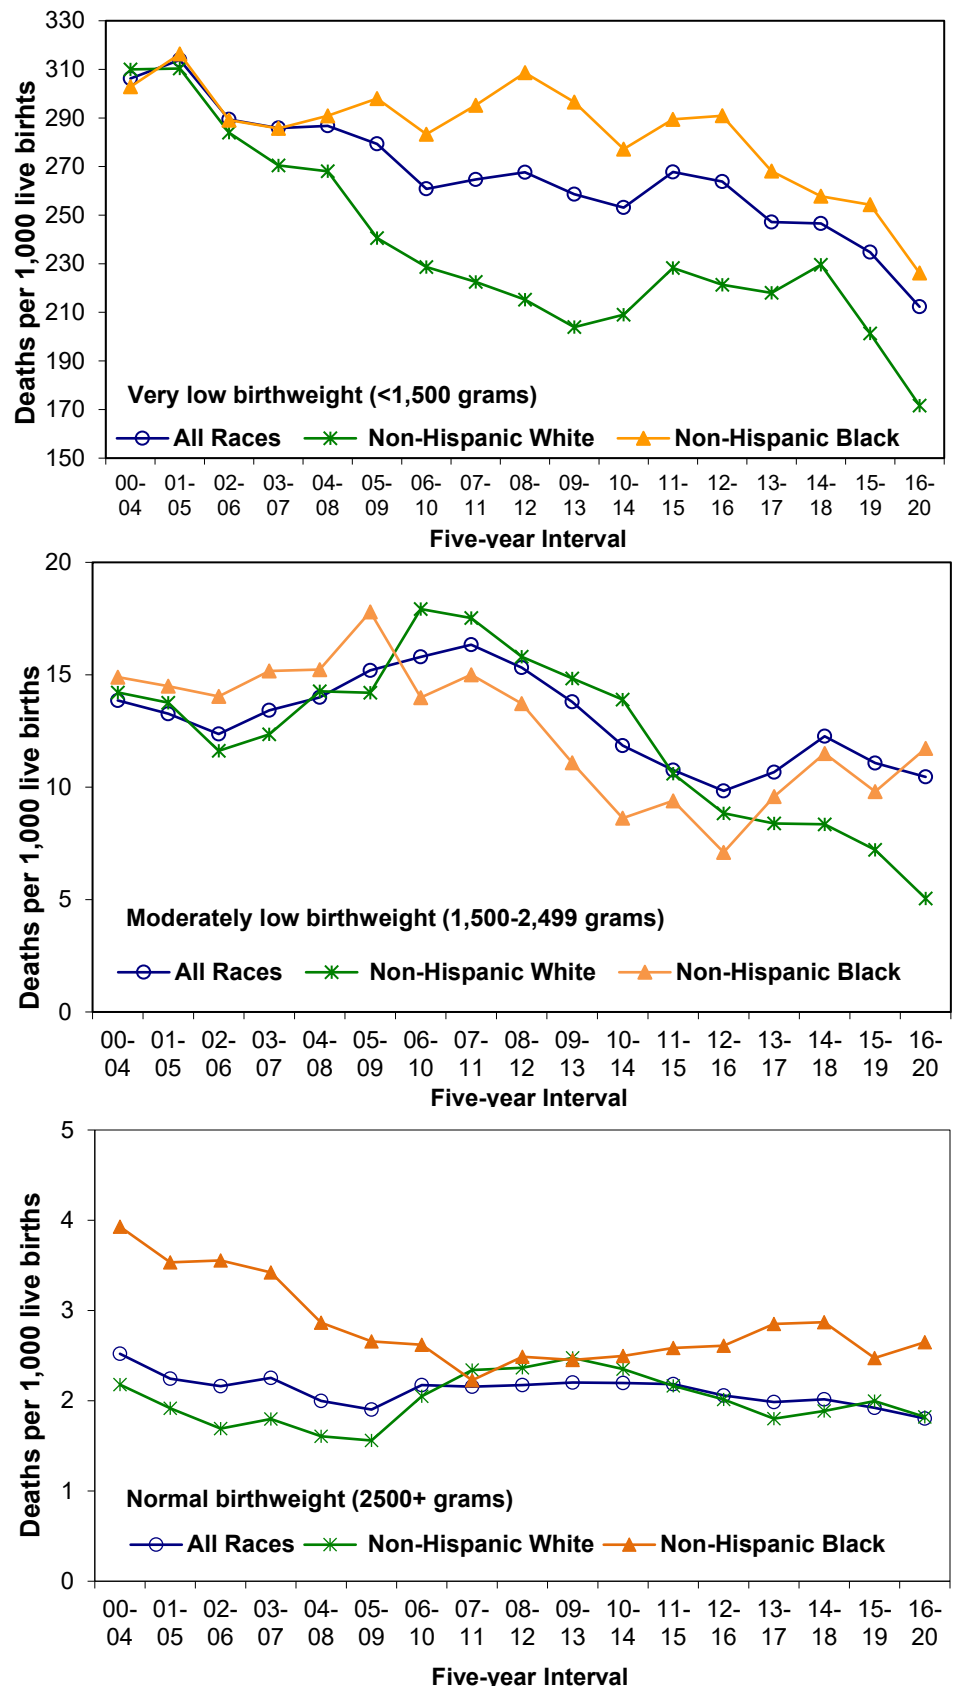 Deaths per 1,000 live birhts
330
310
290
270
250
230
210
190
170
150
Very low birthweight (<1,500 grams)
All Races Non-Hispanic White Non-Hispanic Black
00- 01- 02- 03- 04- 05- 06- 07- 08- 09- 10- 11- 12- 13- 14- 15- 16-
04 05 06 07 08 09 10 11 12 13 14 15 16 17 18 19 20
Five-year Interval
Deaths per 1,000 live births
20
15
10
5
0
Moderately low birthweight (1,500-2,499 grams)
All Races Non-Hispanic White Non-Hispanic Black
00- 01- 02- 03- 04- 05- 06- 07- 08- 09- 10- 11- 12- 13- 14- 15- 16-
04 05 06 07 08 09 10 11 12 13 14 15 16 17 18 19 20
Five-year Interval
Deaths per 1,000 live births
5
4
3
2
1
0
Normal birthweight (2500+ grams)
All Races Non-Hispanic White Non-Hispanic Black
00- 01- 02- 03- 04- 05- 06- 07- 08- 09- 10- 11- 12- 13- 14- 15- 16-
04 05 06 07 08 09 10 11 12 13 14 15 16 17 18 19 20
Five-year Interval